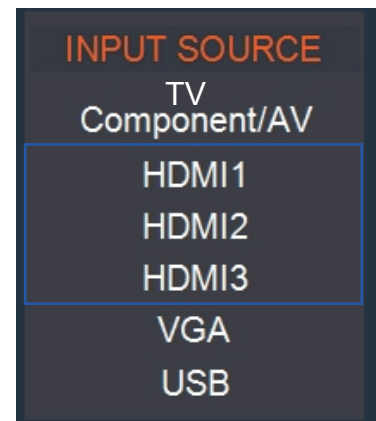 INPUT SOURCE
TV
Component/AV
HDMI1
HDMI2
HDMI3
VGA
USB